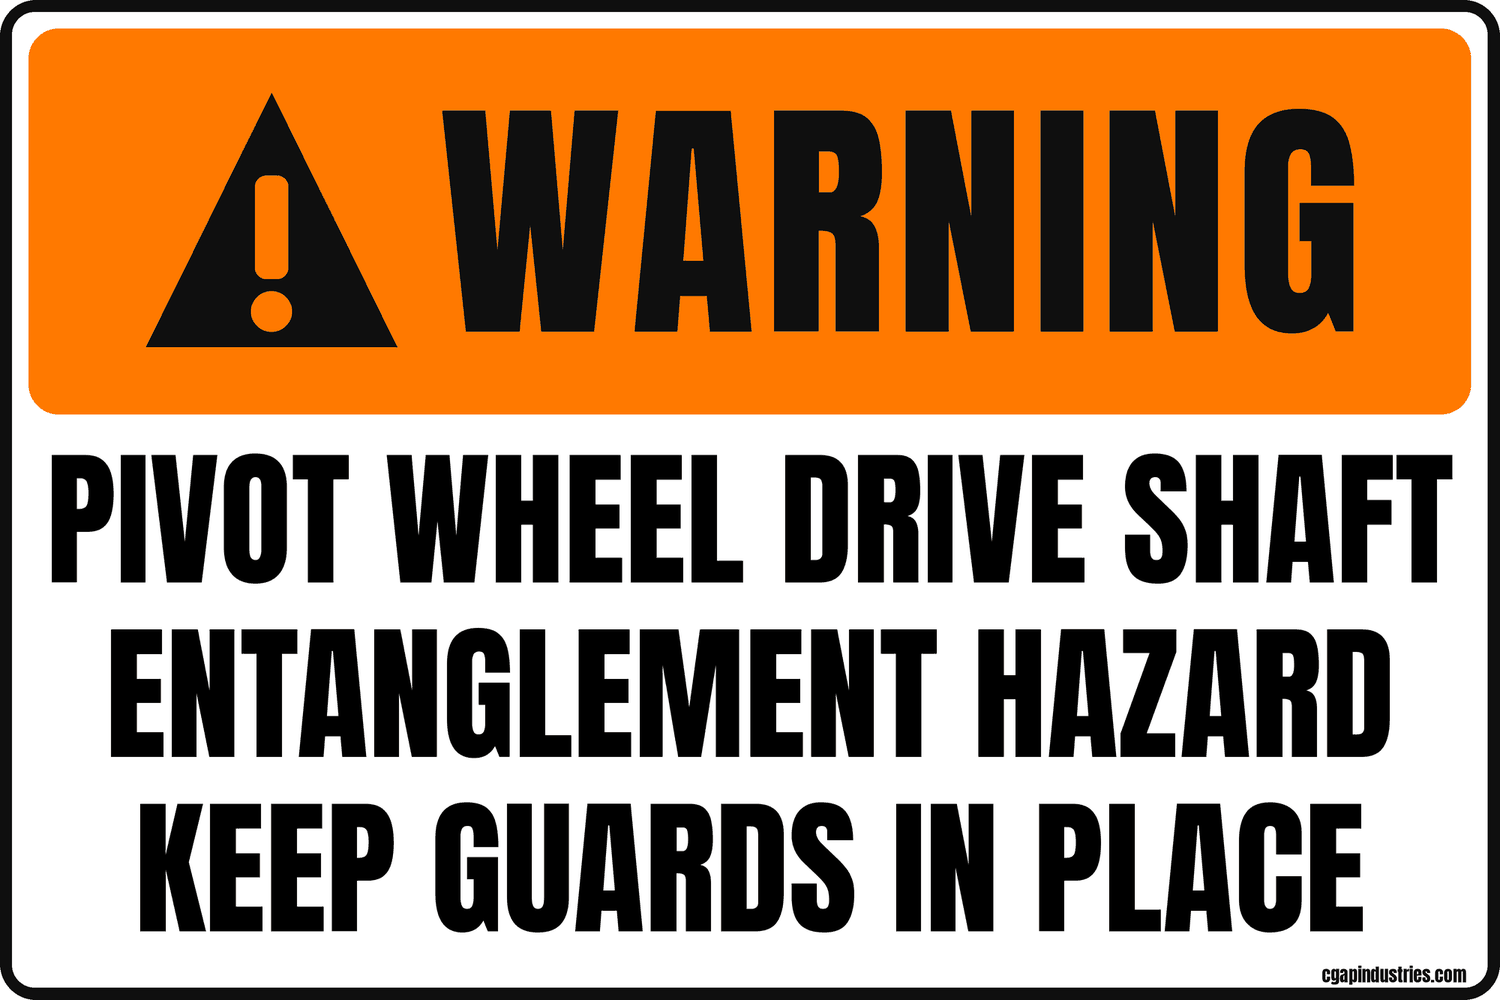 WARNING
PIVOT WHEEL DRIVE SHAFT
ENTANGLEMENT HAZARD
KEEP GUARDS IN PLACE
cgapindustries.com